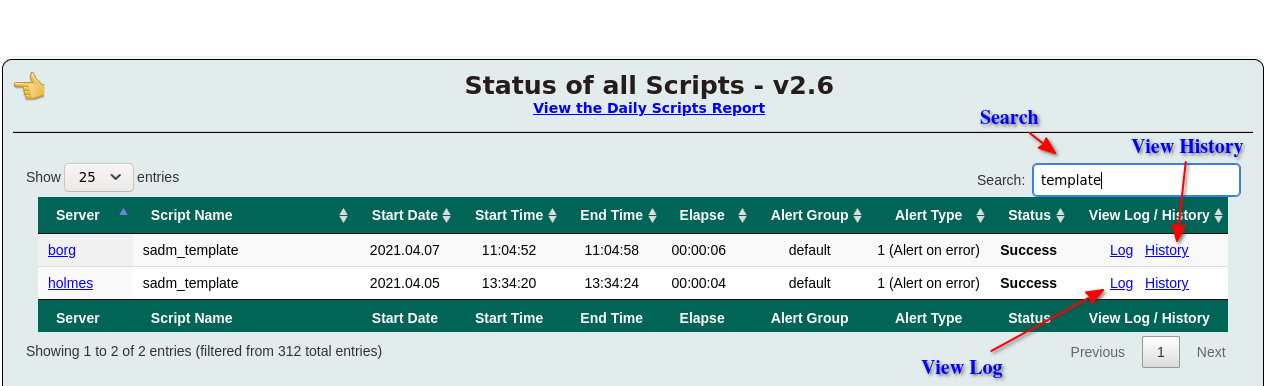 Status of all Scripts - v2.6
View the Daily Scripts Report
Search
View History
Show 25 entries
Search: template
Server Script Name Start Date Start Time End Time Elapse Alert Group Alert Type Status View Log / History
borg sadm_template 2021.04.07 11:04:52 11:04:58 00:00:06 default 1 (Alert on error) Success Log History
holmes sadm_template 2021.04.05 13:34:20 13:34:24 00:00:04 default 1 (Alert on error) Success Log History
Server Script Name Start Date Start Time End Time Elapse Alert Group Alert Type Status View Log / History
Showing 1 to 2 of 2 entries (filtered from 312 total entries) Previous 1 Next
View Log